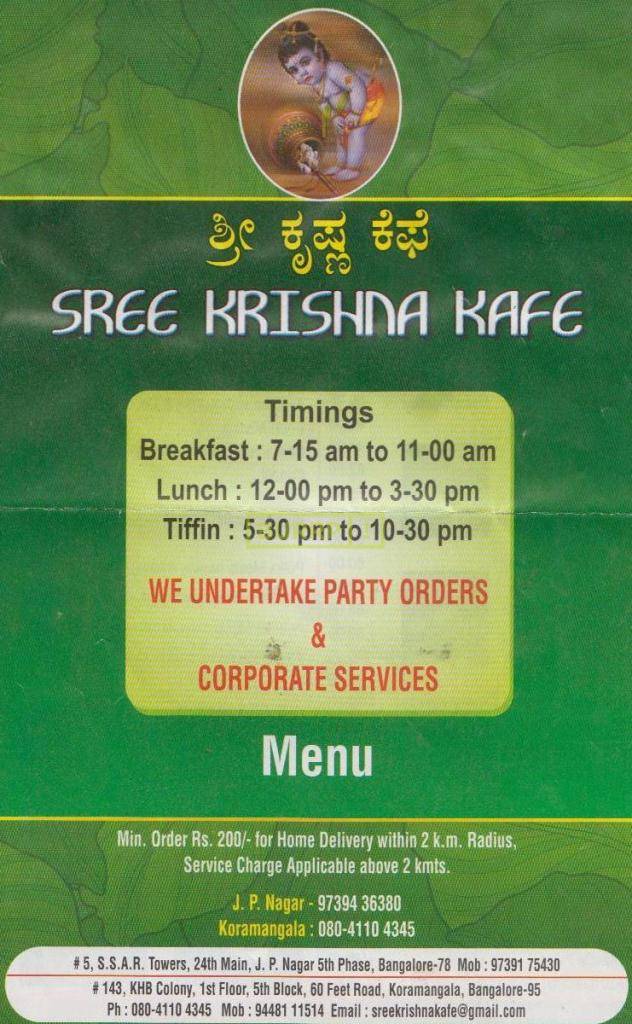 ಶ್ರೀ ಕೃಷ್ಣ ಕೆಫೆ
SREE KRISHNA KAFE
Timings
Breakfast : 7-15 am to 11-00 am
Lunch : 12-00 pm to 3-30 pm
Tiffin : 5-30 pm to 10-30 pm
WE UNDERTAKE PARTY ORDERS
&
CORPORATE SERVICES
Menu
Min. Order Rs. 200/- for Home Delivery within 2 k.m. Radius,
Service Charge Applicable above 2 kmts.
J. P. Nagar - 97394 36380
Koramangala : 080-4110 4345
# 5, S.S.A.R. Towers, 24th Main, J. P. Nagar 5th Phase, Bangalore-78 Mob : 97391 75430
# 143, KHB Colony, 1st Floor, 5th Block, 60 Feet Road, Koramangala, Bangalore-95
Ph : 080-4110 4345 Mob : 94481 11514 Email : sreekrishnakafe@gmail.com